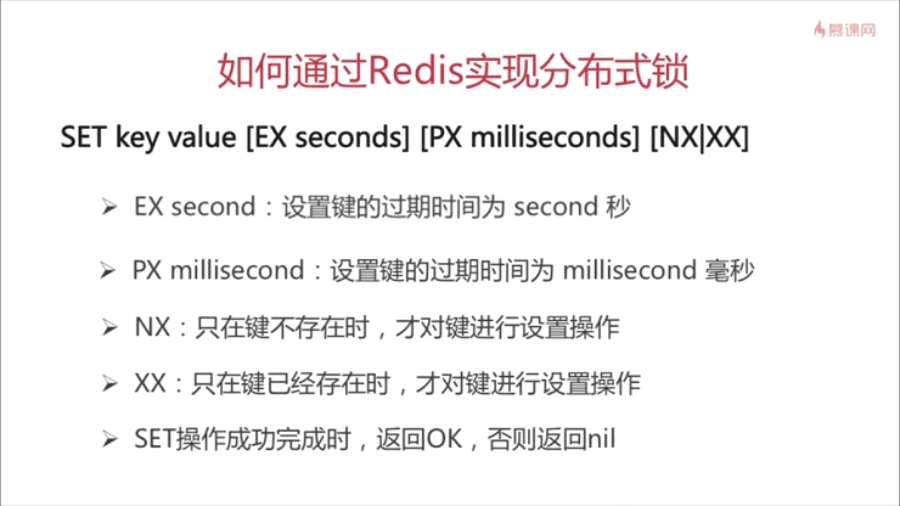 慕课网
如何通过Redis实现分布式锁
SET key value [EX seconds] [PX milliseconds] [NX|XX]
➢ EX second：设置键的过期时间为 second 秒
➢ PX millisecond：设置键的过期时间为 millisecond 毫秒
➢ NX：只在键不存在时，才对键进行设置操作
➢ XX：只在键已经存在时，才对键进行设置操作
➢ SET操作成功完成时，返回OK，否则返回nil